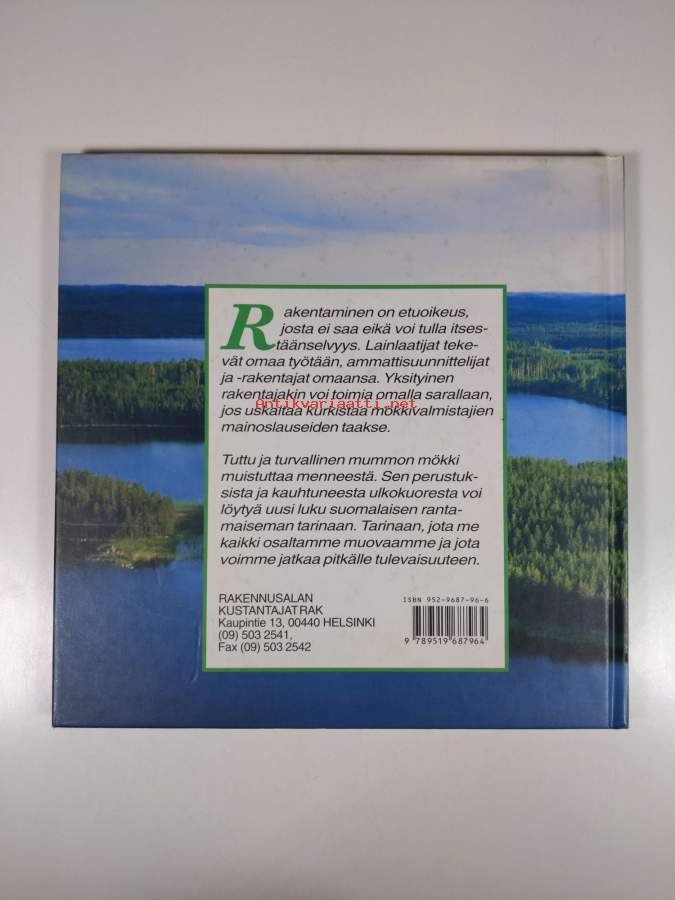 Rakentaminen on etuoikeus,
josta ei saa eikä voi tulla itses-
täänselvyys. Lainlaatijat teke-
vät omaa työtään, ammattisuunnittelijat
ja -rakentajat omaansa. Yksityinen
rakentajakin voi toimia omalla sarallaan,
Antikvariaatti.net
jos uskaltaa kurkistaa mökkivalmistajien
mainoslauseiden taakse.
Tuttu ja turvallinen mummon mökki
muistuttaa menneestä. Sen perustuk-
sista ja kauhtuneesta ulkokuoresta voi
löytyä uusi luku suomalaisen ranta-
maiseman tarinaan. Tarinaan, jota me
kaikki osaltamme muovaamme ja jota
voimme jatkaa pitkälle tulevaisuuteen.
RAKENNUSALAN
KUSTANTAJAT RAK
Kaupintie 13, 00440 HELSINKI
(09) 503 2541,
Fax (09) 503 2542
ISBN 952-9687-96-6
9 789519 687964